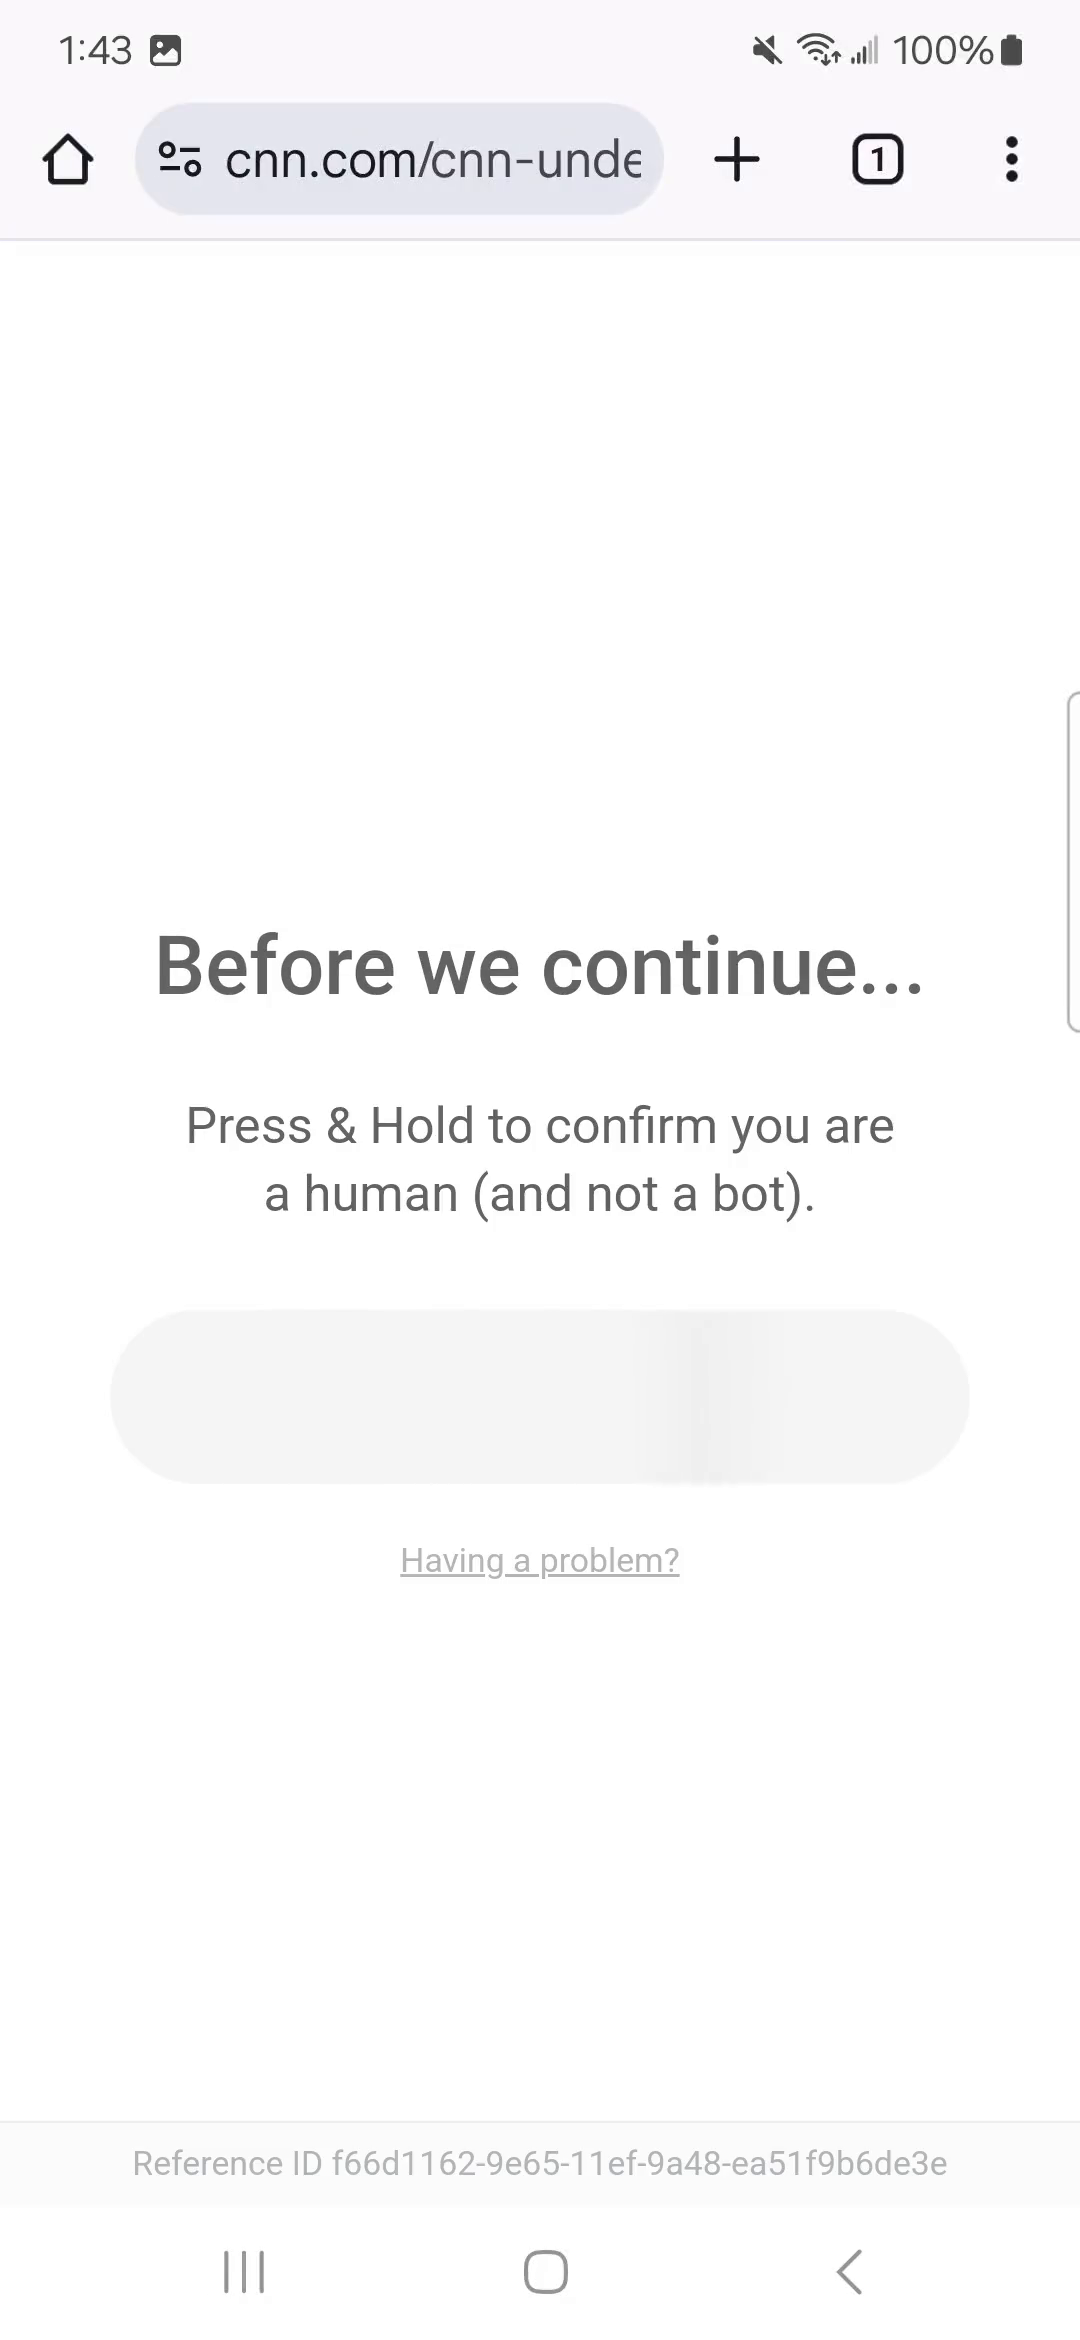 1:43 100%
cnn.com/cnn-unde
1
Before we continue...
Press & Hold to confirm you are
a human (and not a bot).
Having a problem?
Reference ID f66d1162-9e65-11ef-9a48-ea51f9b6de3e